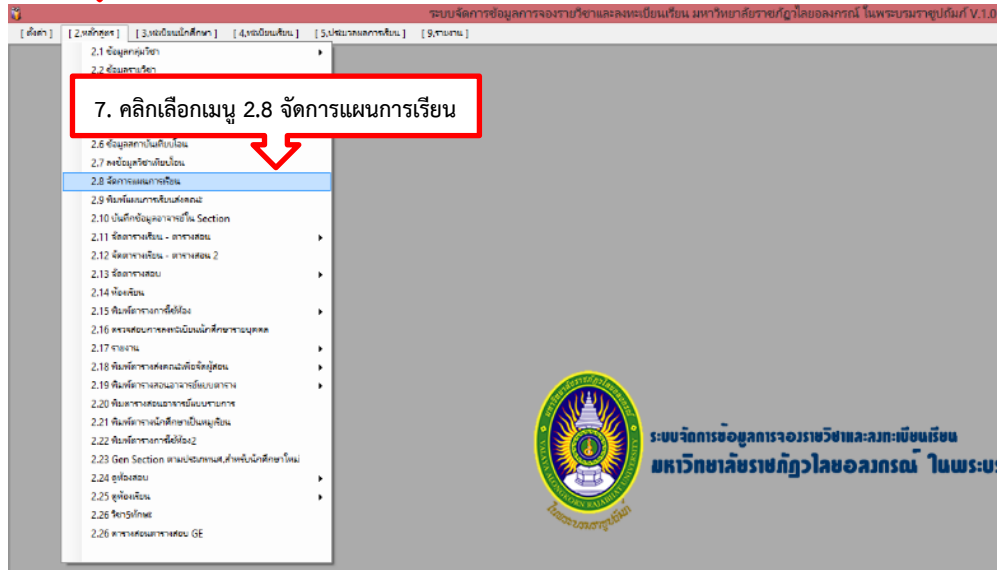 ระบบจัดการข้อมูลการจองรายวิชาและลงทะเบียนเรียน มหาวิทยาลัยราชภัฏวไลยอลงกรณ์ ในพระบรมราชูปถัมภ์ V.1.0
[ ตั้งค่า ] [ 2,หลักสูตร ] [ 3,ทะเบียนนักศึกษา ] [ 4,ทะเบียนเรียน ] [ 5,ประมวลผลการเรียน ] [ 9,รายงาน ]
2.1 ข้อมูลกลุ่มวิชา
2.2 ข้อมูลรายวิชา
7. คลิกเลือกเมนู 2.8 จัดการแผนการเรียน
2.6 ข้อมูลสถาบันเทียบโอน
2.7 ลงข้อมูลวิชาเทียบโอน
2.8 จัดการแผนการเรียน
2.9 พิมพ์แผนการเรียนส่งคณะ
2.10 บันทึกข้อมูลอาจารย์ใน Section
2.11 จัดตารางเรียน - ตารางสอน
2.12 จัดตารางเรียน - ตารางสอน 2
2.13 จัดตารางสอบ
2.14 ห้องเรียน
2.15 พิมพ์ตารางการใช้ห้อง
2.16 ตรวจสอบการลงทะเบียนนักศึกษารายบุคคล
2.17 รายงาน
2.18 พิมพ์ตารางส่งคณะเพื่อจัดผู้สอน
2.19 พิมพ์ตารางสอนอาจารย์แบบตาราง
2.20 พิมตารางสอนอาจารย์แบบรายการ
2.21 พิมพ์ตารางนักศึกษาเป็นหมู่เรียน
2.22 พิมพ์ตารางการใช้ห้อง2
2.23 Gen Section ตามประเภทนศ,สำหรับนักศึกษาใหม่
2.24 ดูห้องสอบ
2.25 ดูห้องเรียน
2.26 วิชา5ทักษะ
2.26 ตารางสอนตารางสอบ GE
ระบบจัดการข้อมูลการจองรายวิชาและลงทะเบียนเรียน
มหาวิทยาลัยราชภัฏวไลยอลงกรณ์ ในพระบร